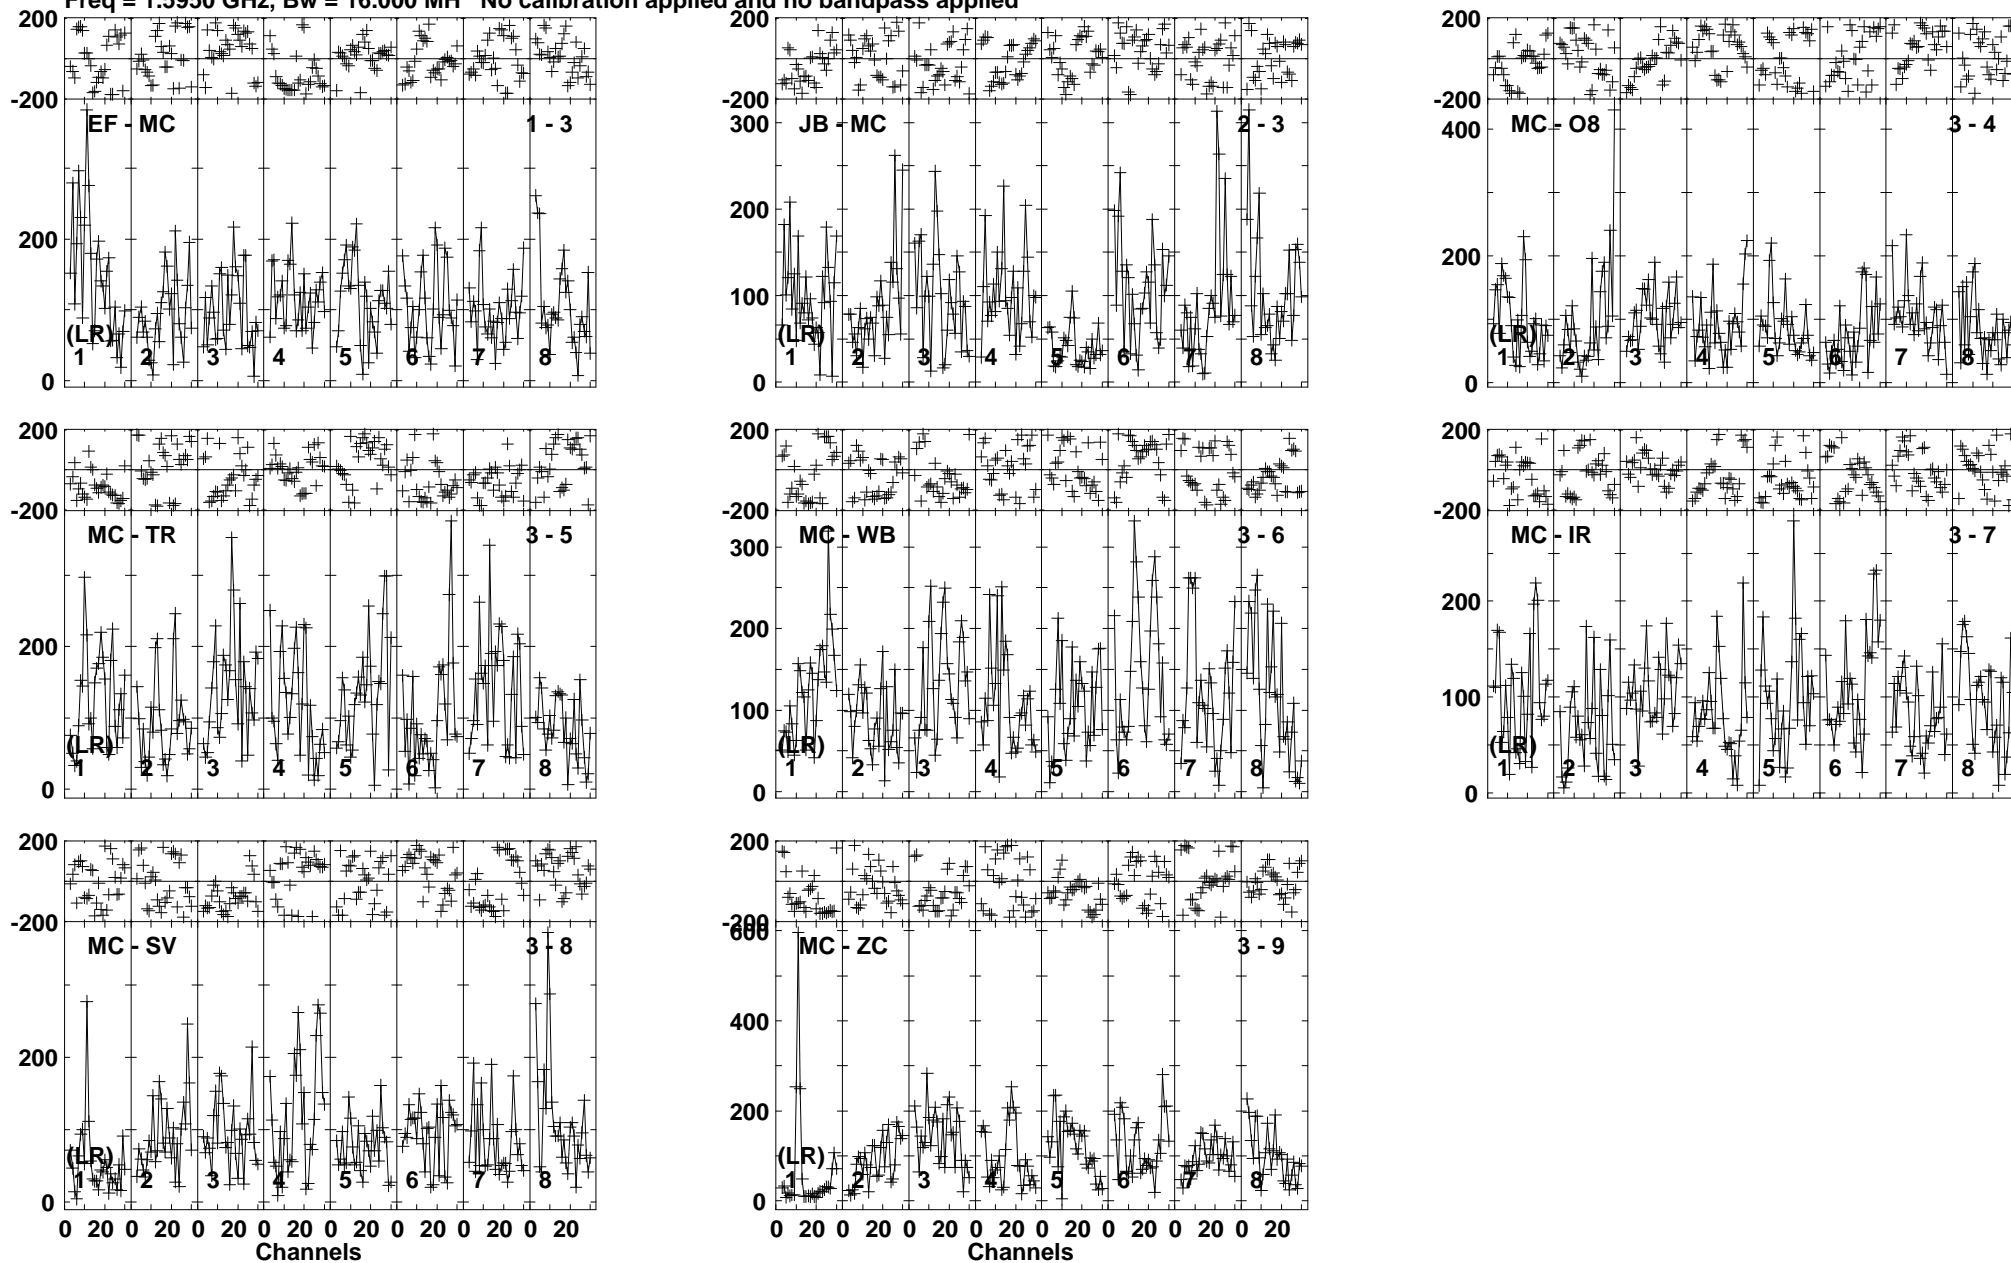 Freq = 1.5950 GHz, Bw = 16.000 MH No calibration applied and no bandpass applied
200
-200
EF - MC
1 - 3
200
0
(LR)
1 2 3 4 5 6 7 8
200
-200
JB - MC
2 - 3
300
200
100
0
(LR)
1 2 3 4 5 6 7 8
200
-200
MC - O8
3 - 4
400
200
0
(LR)
1 2 3 4 5 6 7 8
200
-200
MC - TR
3 - 5
200
0
(LR)
1 2 3 4 5 6 7 8
200
-200
MC - WB
3 - 6
300
200
100
0
(LR)
1 2 3 4 5 6 7 8
200
-200
MC - IR
3 - 7
200
100
0
(LR)
1 2 3 4 5 6 7 8
200
-200
MC - SV
3 - 8
200
0
(LR)
1 2 3 4 5 6 7 8
0 20 0 20 0 20 0 20 0 20 0 20 0 20 0 20
Channels
200
-200
600
MC - ZC
3 - 9
400
200
0
(LR)
1 2 3 4 5 6 7 8
0 20 0 20 0 20 0 20 0 20 0 20 0 20 0 20
Channels